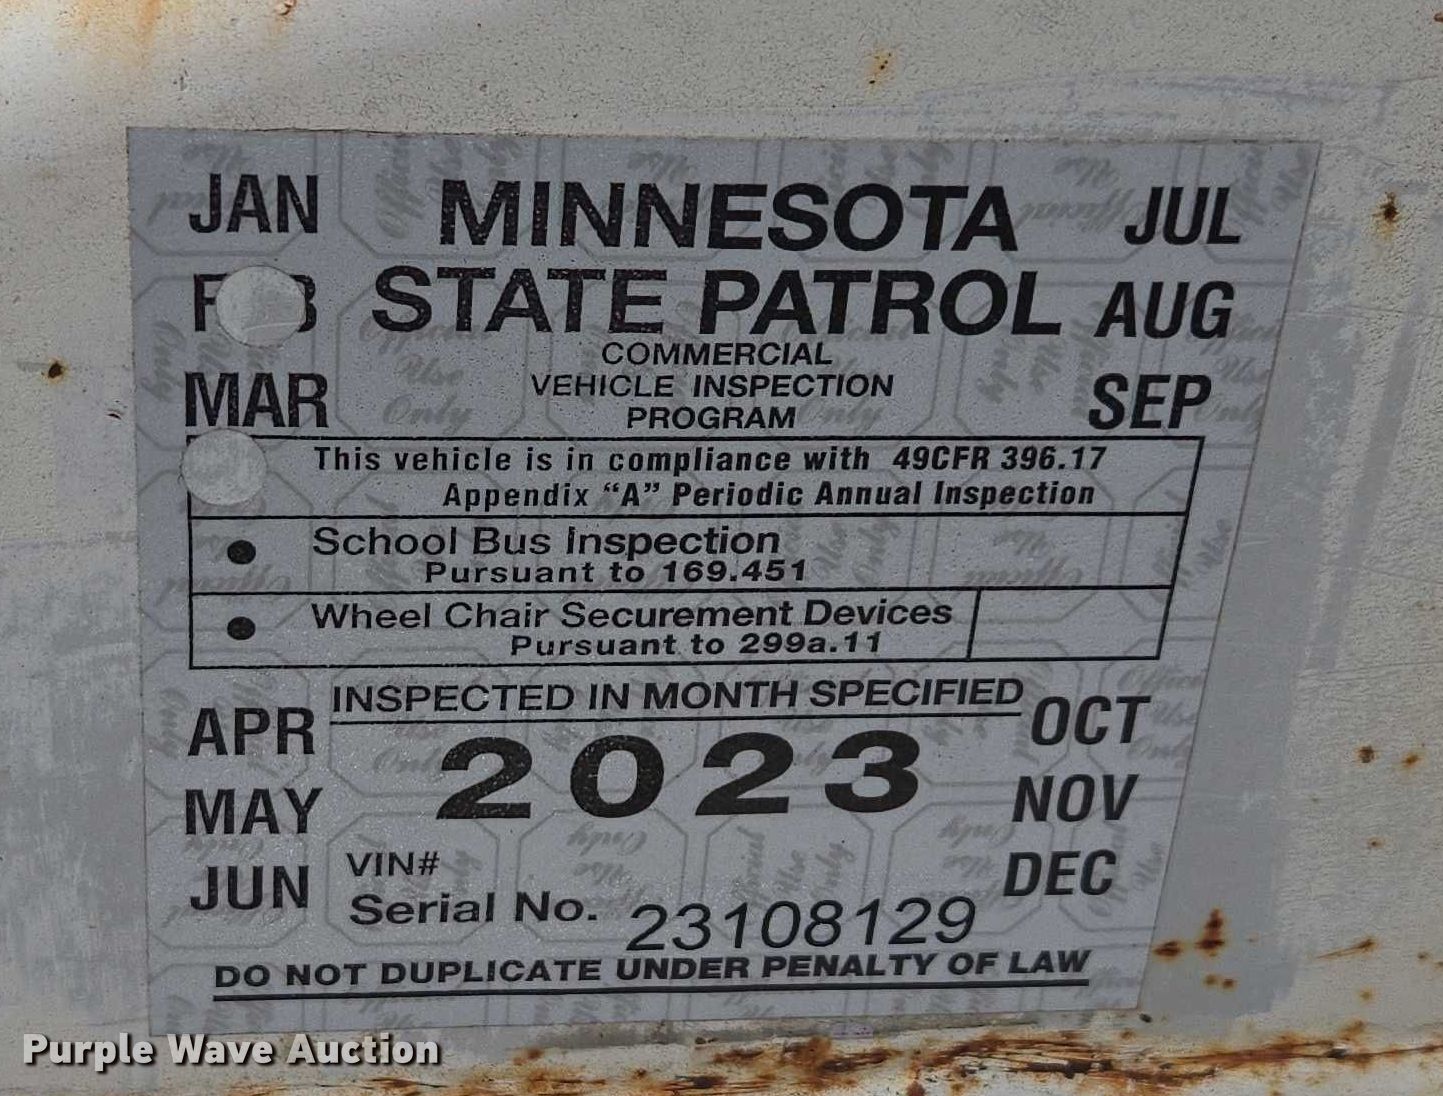 JAN
MINNESOTA
JUL
STATE PATROL
AUG
COMMERCIAL
VEHICLE INSPECTION
PROGRAM
MAR
SEP
This vehicle is in compliance with 49CFR 396.17
Appendix “A” Periodic Annual Inspection
• School Bus Inspection
Pursuant to 169.451
• Wheel Chair Securement Devices
Pursuant to 299a.11
INSPECTED IN MONTH SPECIFIED
APR
OCT
2023
MAY
NOV
JUN
VIN#
DEC
Serial No. 23108129
DO NOT DUPLICATE UNDER PENALTY OF LAW
Purple Wave Auction